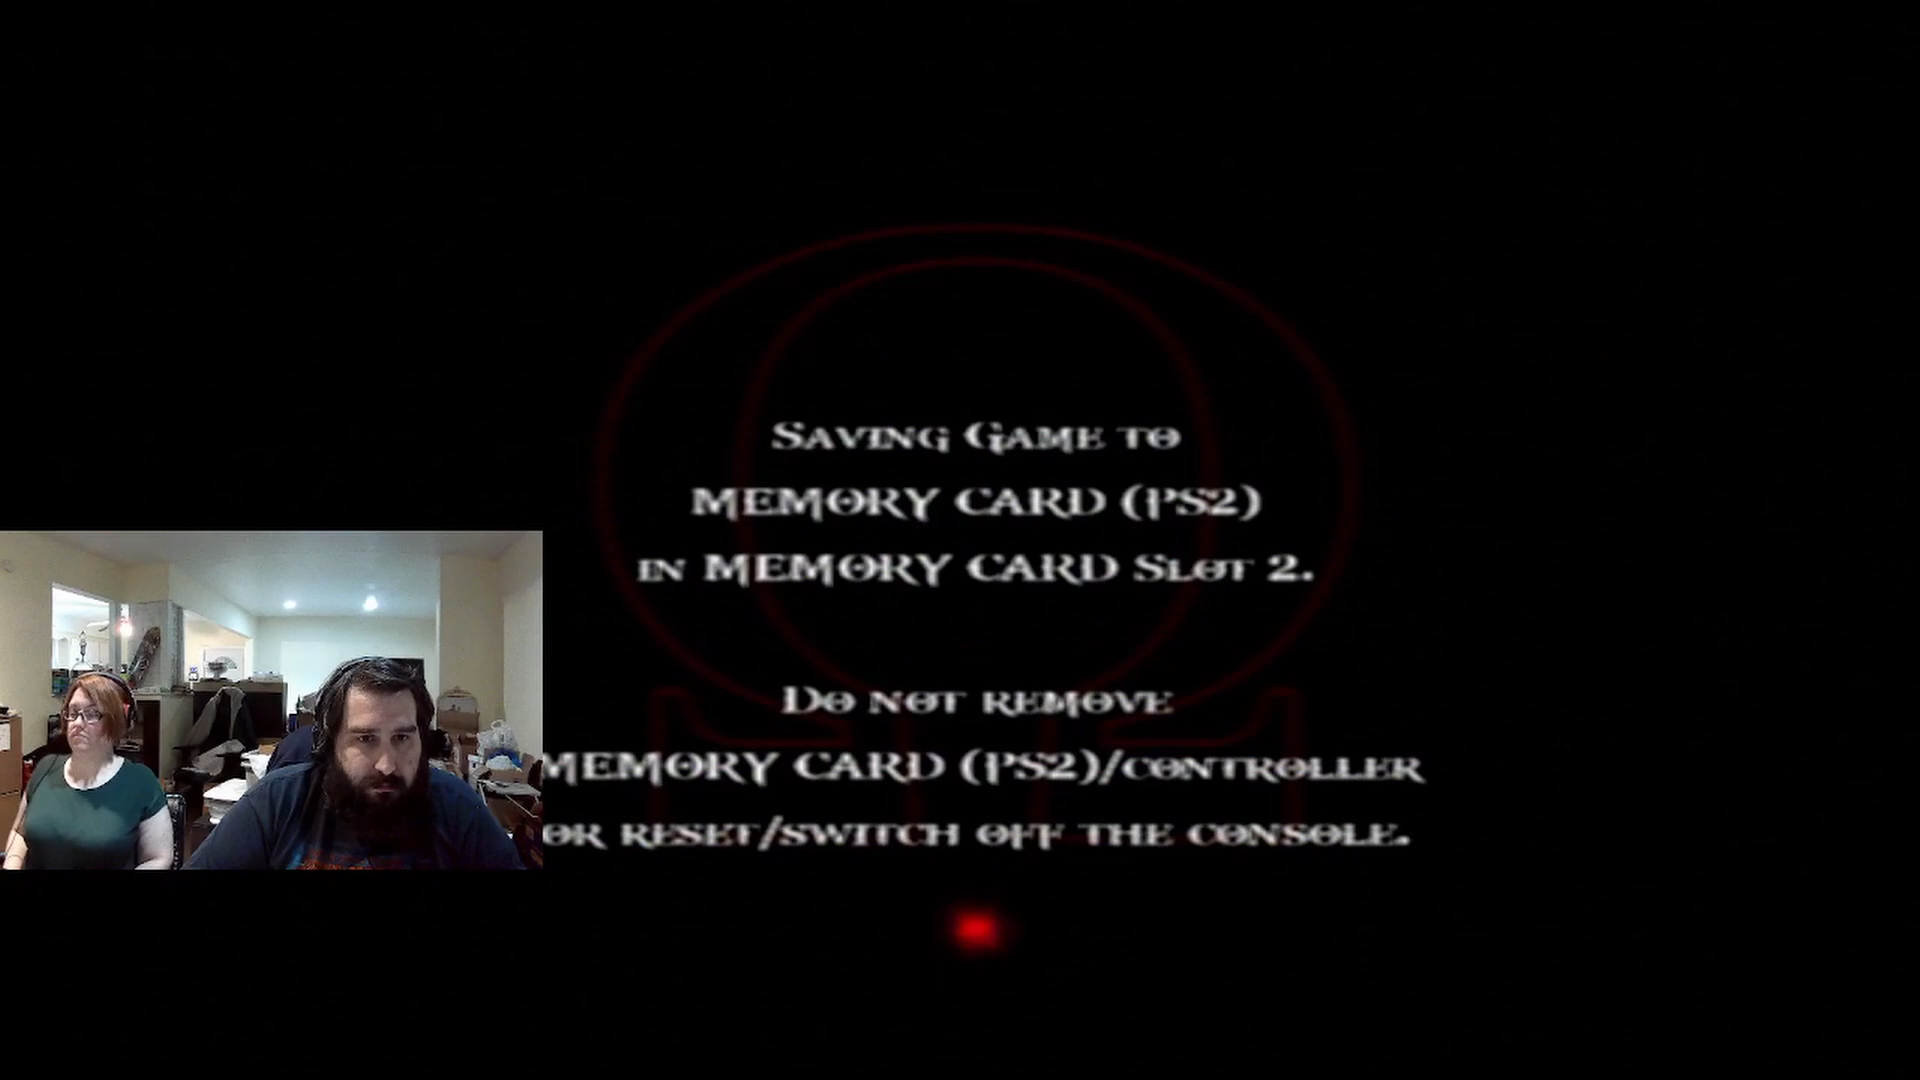 Saving Game to
MEMORY CARD (PS2)
in MEMORY CARD Slot 2.
Do not remove
MEMORY CARD (PS2)/controller
or reset/switch off the console.